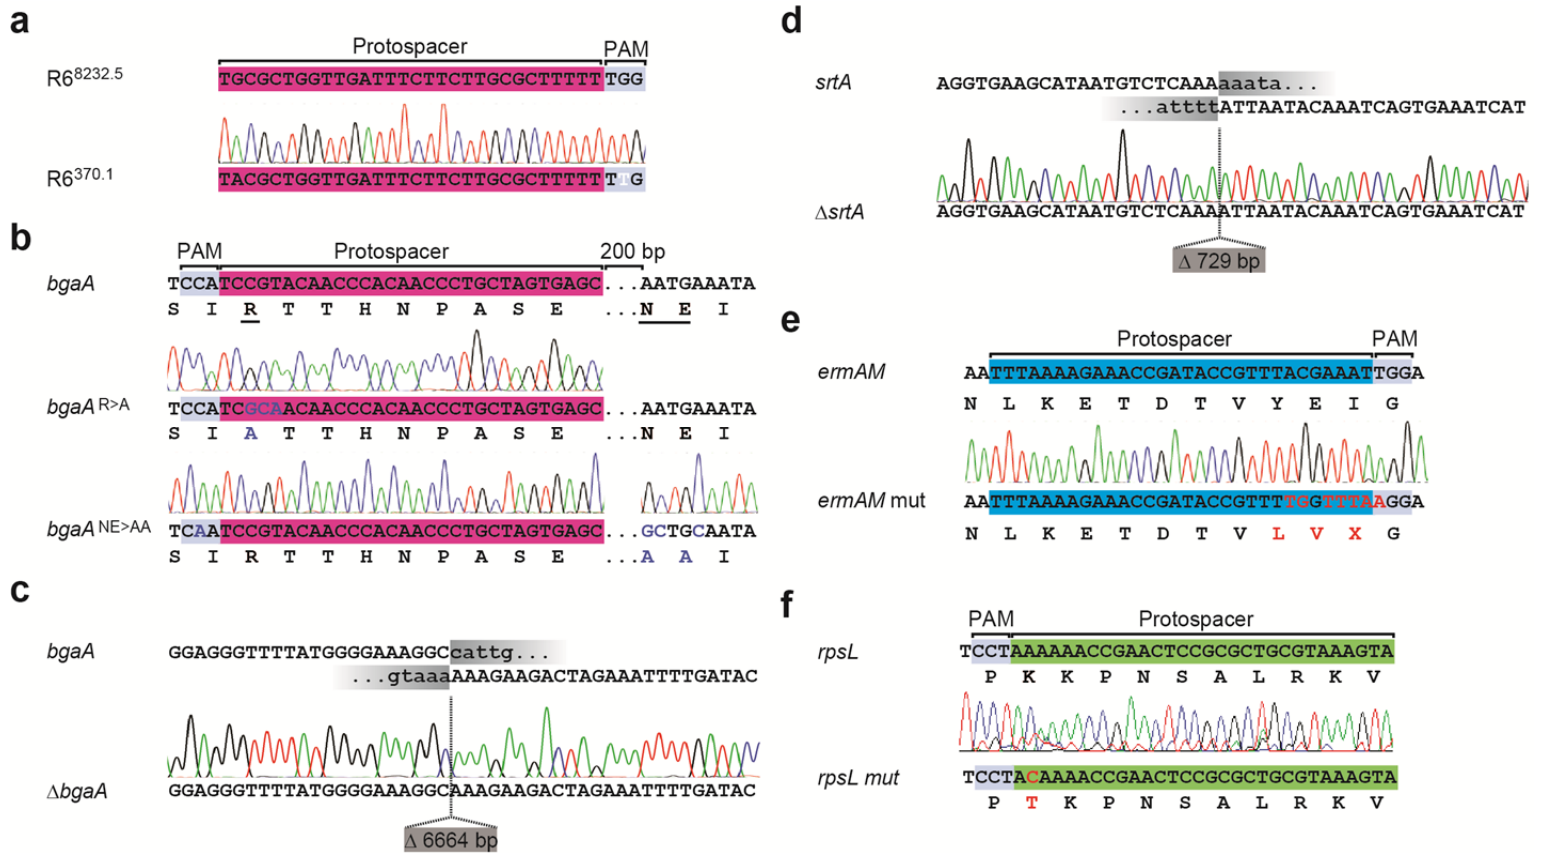 a
Protospacer PAM
R6^8232.5 TGCGCTGGTTGATTTCTTCTTGCGCTTTTTTGG
R6^370.1 TACGCTGGTTGATTTCTTCTTGCGCTTTTTTTG
b
PAM Protospacer 200 bp
bgaA TCCATCCGTACAACCCACAACCCTGCTAGTGAGC...AATGAAATA
S I R T T H N P A S E ...N E I
bgaA R>A TCCATCGCAACAACCCACAACCCTGCTAGTGAGC...AATGAAATA
S I A T T H N P A S E ...N E I
bgaA NE>AA TCAATCCGTACAACCCACAACCCTGCTAGTGAGC...GCTGCAATA
S I R T T H N P A S E ...A A I
c
bgaA GGAGGGTTTTATGGGGAAAGGCcattg...
...gtaaaAAAGAAGACTAGAAATTTTGATAC
ΔbgaA GGAGGGTTTTATGGGGAAAGGCAAAGAAGACTAGAAATTTTGATAC
Δ 6664 bp
d
srtA AGGTGAAGCATAATGTCTCAAAaaata...
...attttATTAATACAAATCAGTGAAATCAT
ΔsrtA AGGTGAAGCATAATGTCTCAAAATTAATACAAATCAGTGAAATCAT
Δ 729 bp
e
Protospacer PAM
ermAM AATTTAAAAGAAACCGATACCGTTTACGAAATTGGA
N L K E T D T V Y E I G
ermAM mut AATTTAAAAGAAACCGATACCGTTTTGGTTTAAGGA
N L K E T D T V L V X G
f
PAM Protospacer
rpsL TCCTAAAAAACCGAACTCCGCGCTGCGTAAAGTA
P K K P N S A L R K V
rpsL mut TCCTACAAAACCGAACTCCGCGCTGCGTAAAGTA
P T K P N S A L R K V